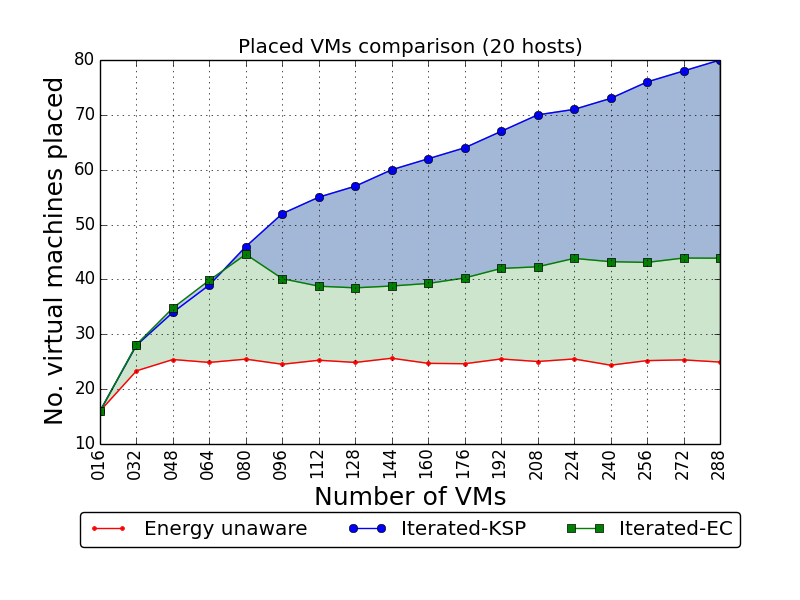 Placed VMs comparison (20 hosts)
No. virtual machines placed
80
70
60
50
40
30
20
10
016 032 048 064 080 096 112 128 144 160 176 192 208 224 240 256 272 288
Number of VMs
Energy unaware Iterated-KSP Iterated-EC